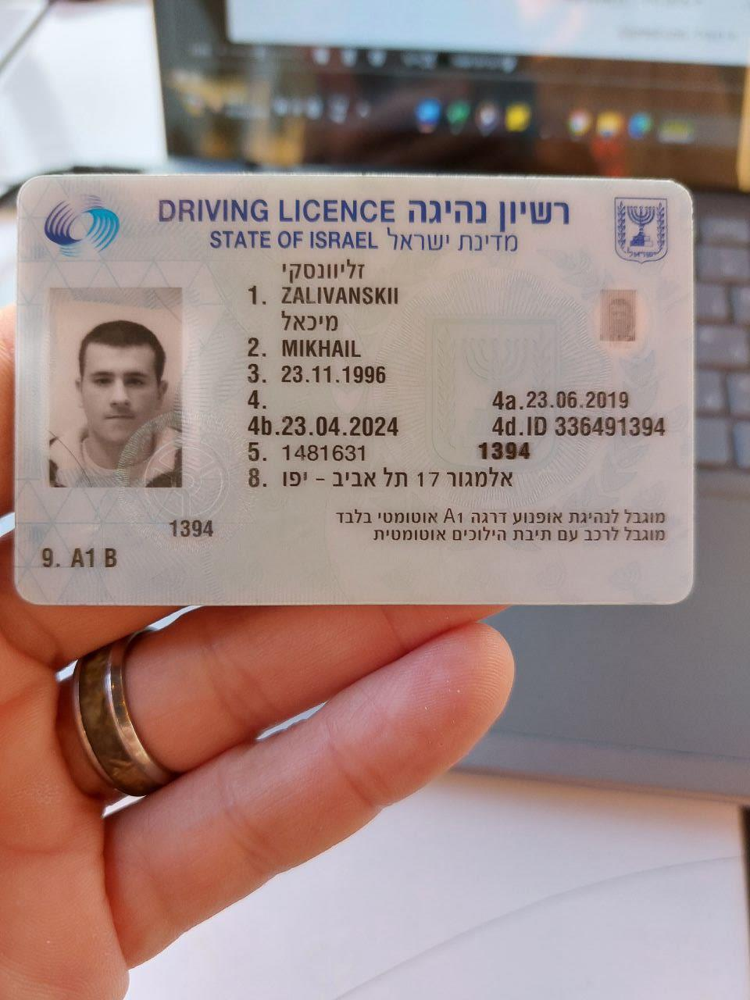 DRIVING LICENCE רשיון נהיגה
STATE OF ISRAEL מדינת ישראל
זליוונסקי
1. ZALIVANSKII
מיכאל
2. MIKHAIL
3. 23.11.1996
4. 4a.23.06.2019
4b.23.04.2024 4d.ID 336491394
5. 1481631 1394
8. אלמגור 17 תל אביב - יפו
מוגבל לנהיגת אופנוע דרגה A1 אוטומטי בלבד
1394
מוגבל לרכב עם תיבת הילוכים אוטומטית
9. A1 B